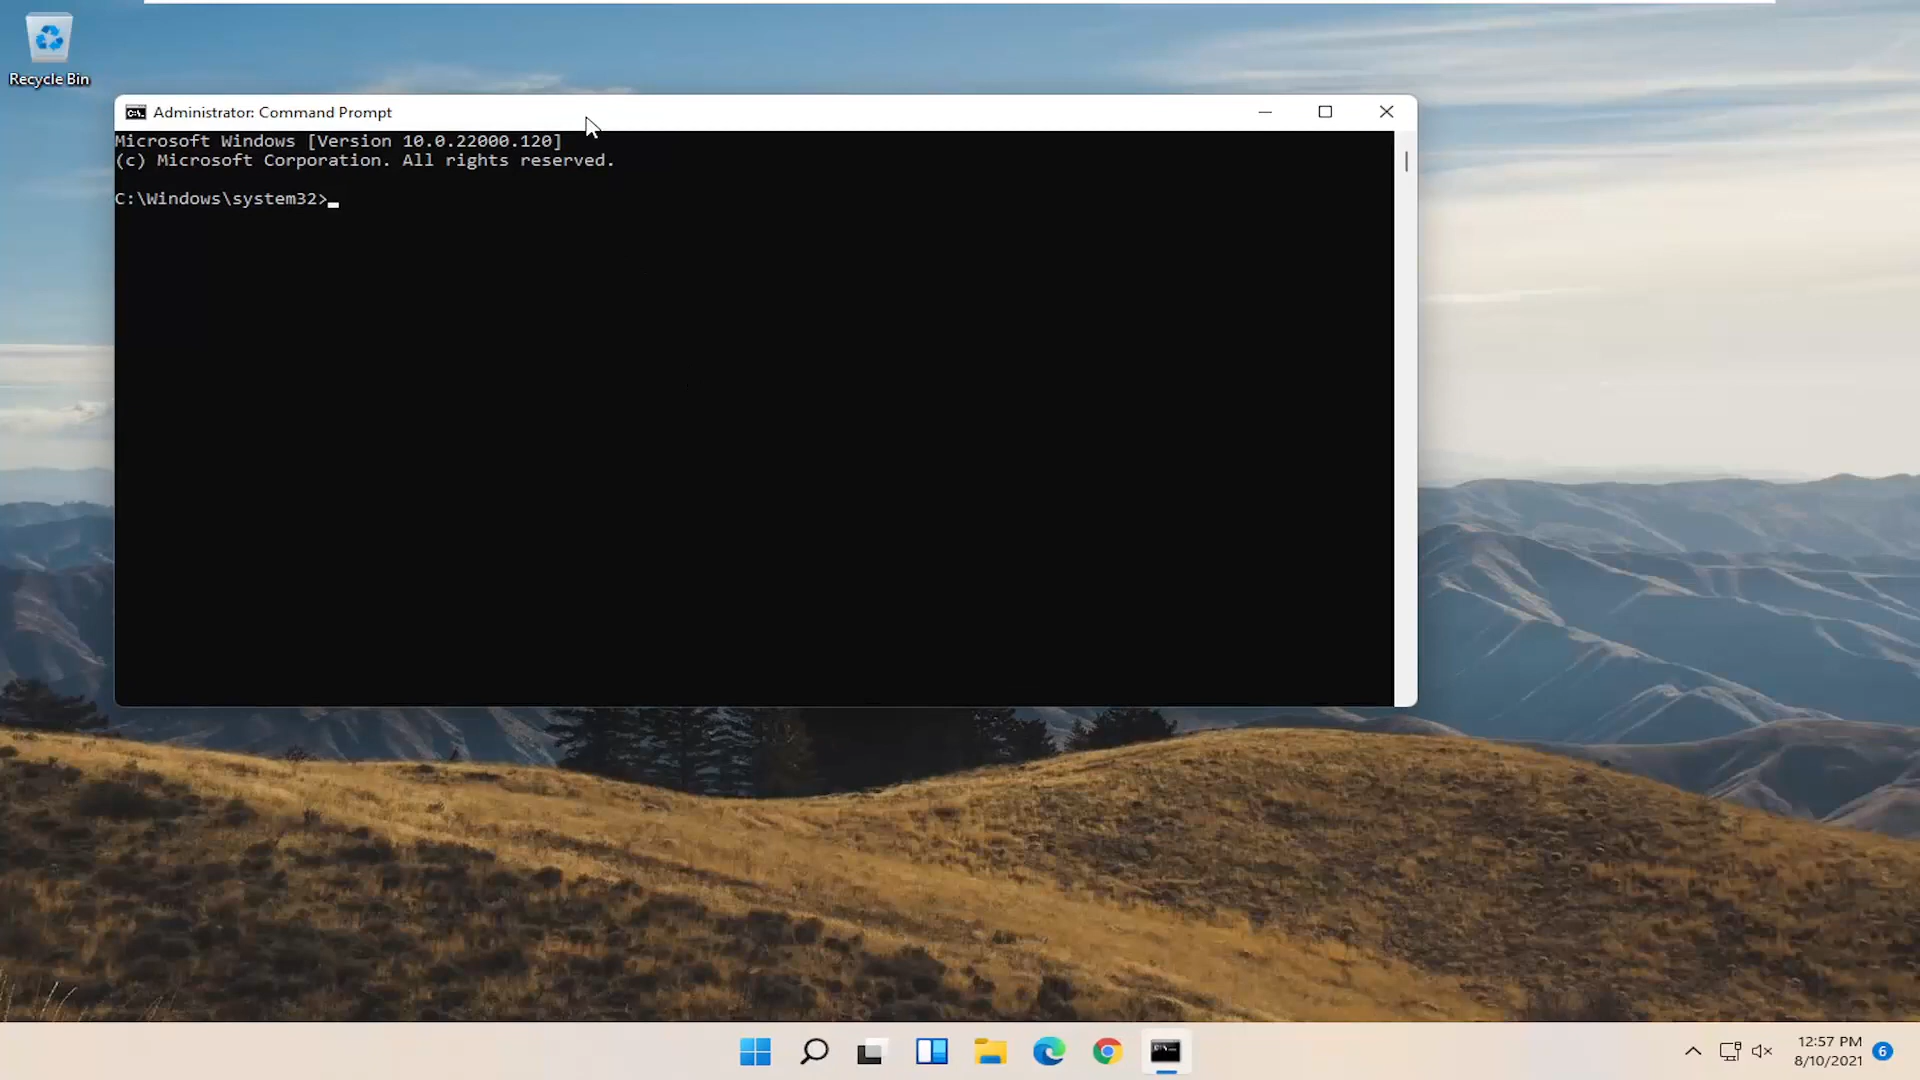 Recycle Bin
Administrator: Command Prompt
Microsoft Windows [Version 10.0.22000.120]
(c) Microsoft Corporation. All rights reserved.
C:\Windows\system32>
12:57 PM
8/10/2021
6